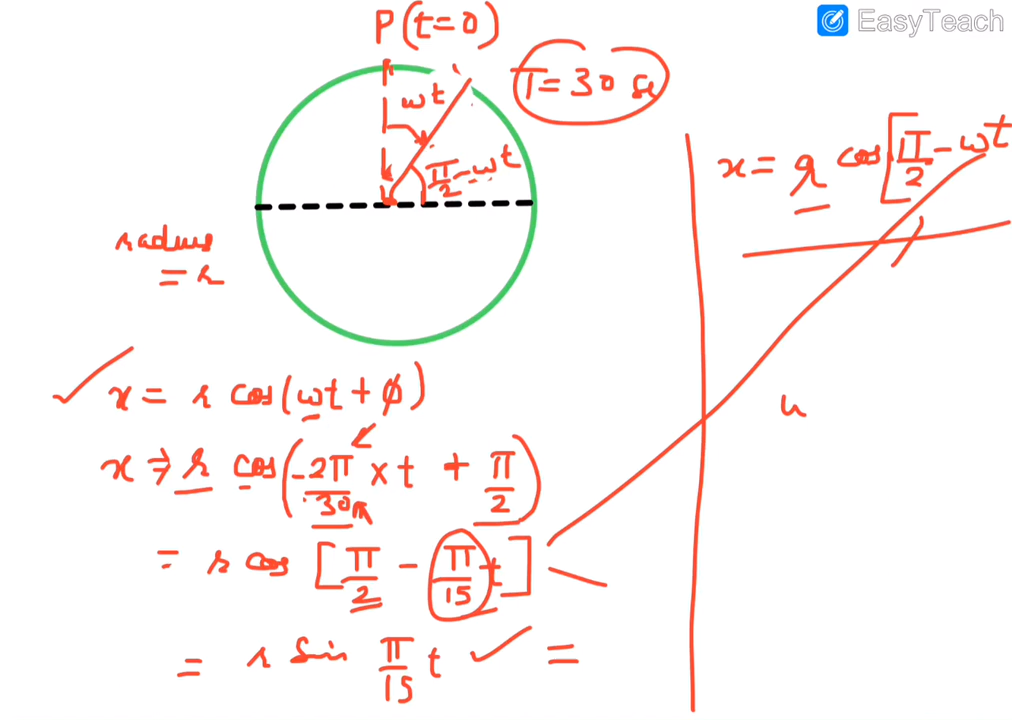 EasyTeach
P(t=0)
T = 30 sec
ωt
π/2 - ωt
radius
= r
x = r cos(ωt + φ)
x ⇒ r cos(-2π/30 × t + π/2)
= r cos [π/2 - π/15 t]
= r sin π/15 t ✓ =
x = r cos[π/2 - ωt